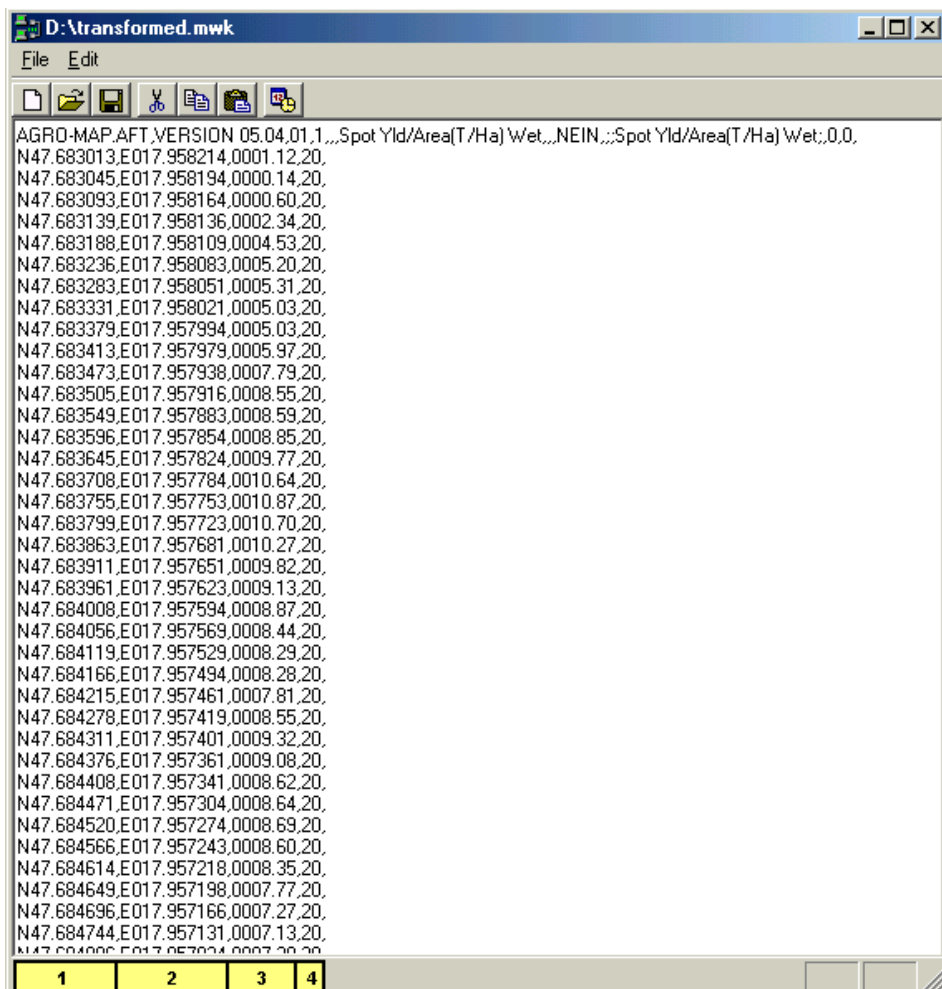 D:\transformed.mwk
File Edit
AGRO-MAP.AFT,VERSION 05.04,01,1,,,Spot Yld/Area(T/Ha) Wet,,,NEIN,,;;Spot Yld/Area(T/Ha) Wet;,0,0,
N47.683013,E017.958214,0001.12,20,
N47.683045,E017.958194,0000.14,20,
N47.683093,E017.958164,0000.60,20,
N47.683139,E017.958136,0002.34,20,
N47.683188,E017.958109,0004.53,20,
N47.683236,E017.958083,0005.20,20,
N47.683283,E017.958051,0005.31,20,
N47.683331,E017.958021,0005.03,20,
N47.683379,E017.957994,0005.03,20,
N47.683413,E017.957979,0005.97,20,
N47.683473,E017.957938,0007.79,20,
N47.683505,E017.957916,0008.55,20,
N47.683549,E017.957883,0008.59,20,
N47.683596,E017.957854,0008.85,20,
N47.683645,E017.957824,0009.77,20,
N47.683708,E017.957784,0010.64,20,
N47.683755,E017.957753,0010.87,20,
N47.683799,E017.957723,0010.70,20,
N47.683863,E017.957681,0010.27,20,
N47.683911,E017.957651,0009.82,20,
N47.683961,E017.957623,0009.13,20,
N47.684008,E017.957594,0008.87,20,
N47.684056,E017.957569,0008.44,20,
N47.684119,E017.957529,0008.29,20,
N47.684166,E017.957494,0008.28,20,
N47.684215,E017.957461,0007.81,20,
N47.684278,E017.957419,0008.55,20,
N47.684311,E017.957401,0009.32,20,
N47.684376,E017.957361,0009.08,20,
N47.684408,E017.957341,0008.62,20,
N47.684471,E017.957304,0008.64,20,
N47.684520,E017.957274,0008.69,20,
N47.684566,E017.957243,0008.60,20,
N47.684614,E017.957218,0008.35,20,
N47.684649,E017.957198,0007.77,20,
N47.684696,E017.957166,0007.27,20,
N47.684744,E017.957131,0007.13,20,
1 2 3 4